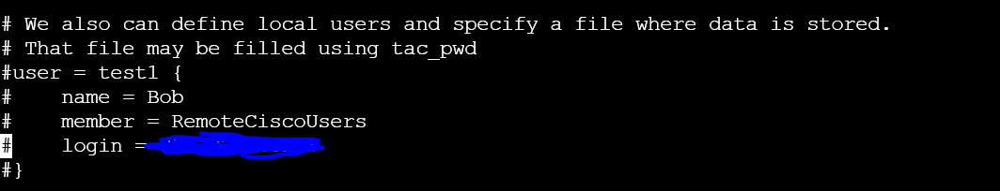 # We also can define local users and specify a file where data is stored.
# That file may be filled using tac_pwd
#user = test1 {
#    name = Bob
#    member = RemoteCiscoUsers
#    login =
#}